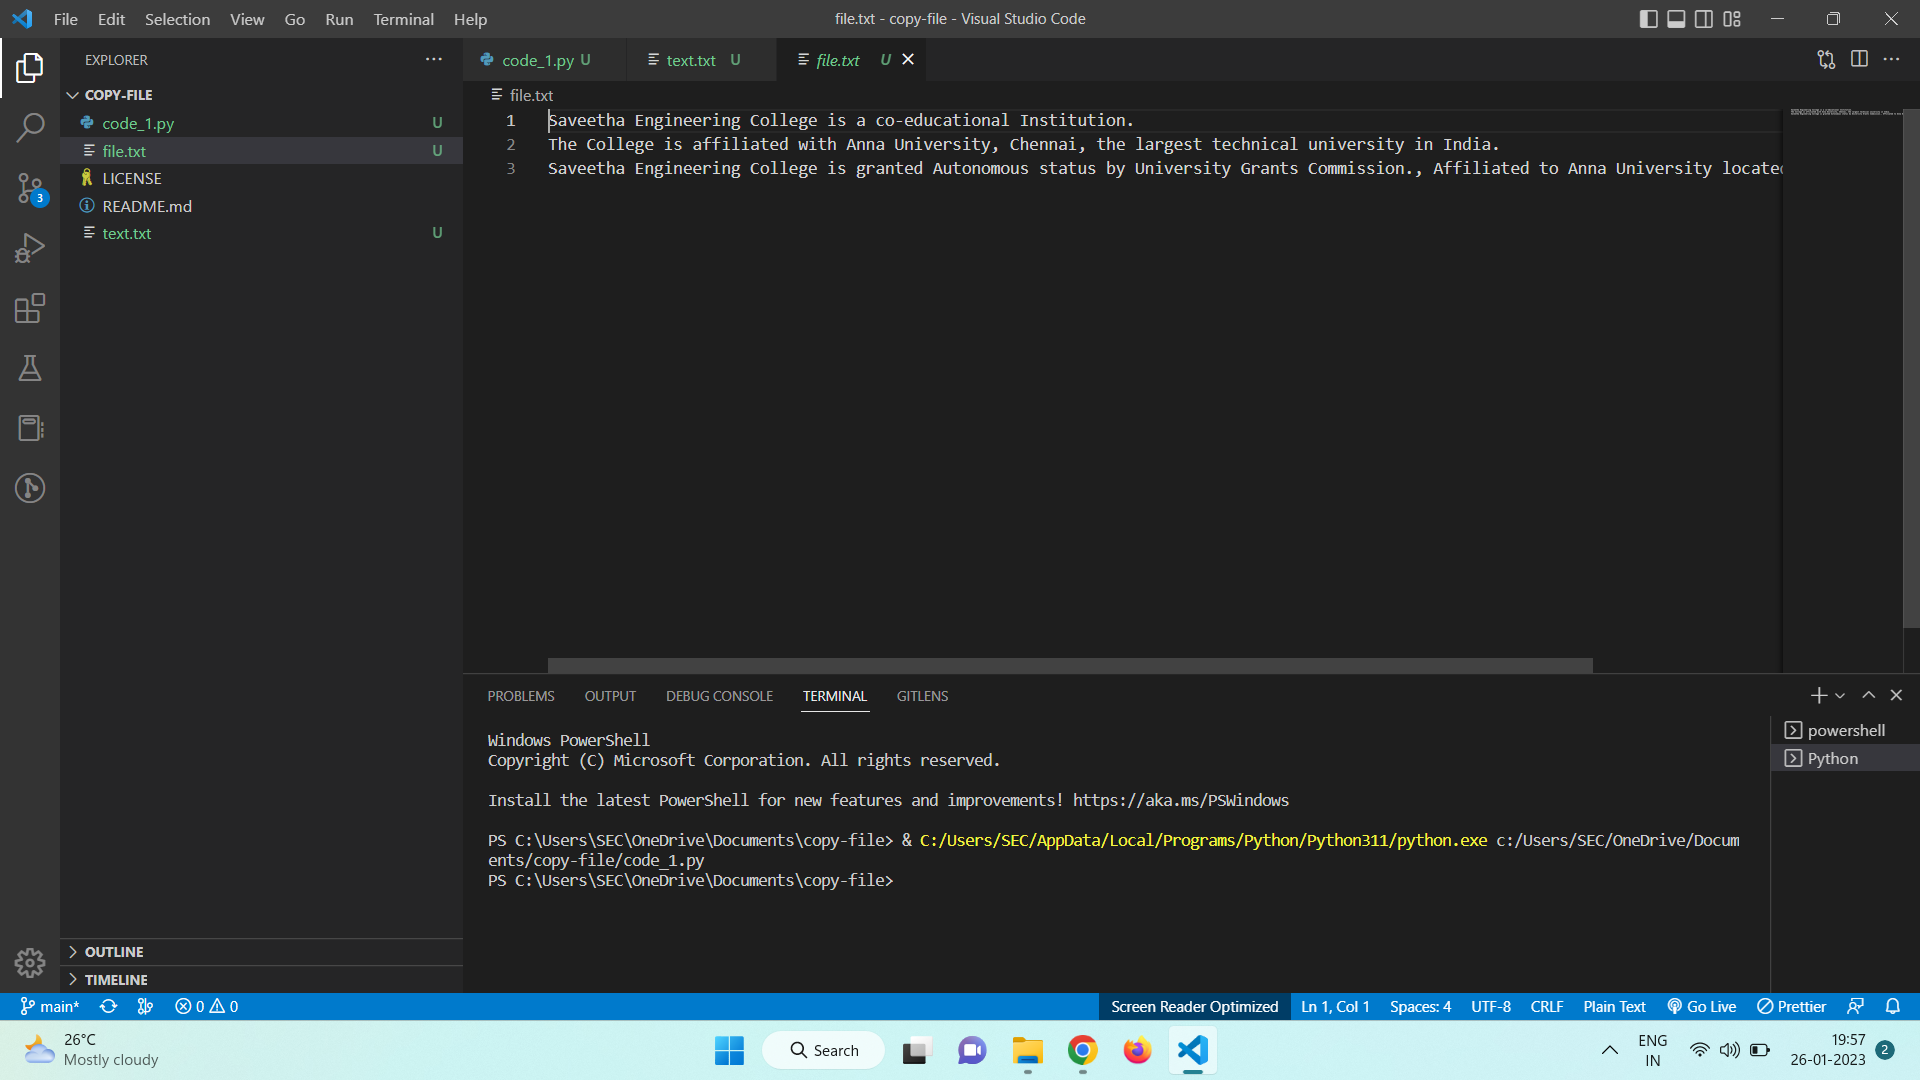 File Edit Selection View Go Run Terminal Help
file.txt - copy-file - Visual Studio Code
EXPLORER
COPY-FILE
code_1.py U
file.txt U
LICENSE
README.md
text.txt U
3
OUTLINE
TIMELINE
code_1.py U text.txt U file.txt U
file.txt
1 Saveetha Engineering College is a co-educational Institution.
2 The College is affiliated with Anna University, Chennai, the largest technical university in India.
3 Saveetha Engineering College is granted Autonomous status by University Grants Commission., Affiliated to Anna University located
PROBLEMS OUTPUT DEBUG CONSOLE TERMINAL GITLENS
Windows PowerShell
Copyright (C) Microsoft Corporation. All rights reserved.
Install the latest PowerShell for new features and improvements! https://aka.ms/PSWindows
PS C:\Users\SEC\OneDrive\Documents\copy-file> & C:/Users/SEC/AppData/Local/Programs/Python/Python311/python.exe c:/Users/SEC/OneDrive/Docum
ents/copy-file/code_1.py
PS C:\Users\SEC\OneDrive\Documents\copy-file>
powershell
Python
main* 0 0 Screen Reader Optimized Ln 1, Col 1 Spaces: 4 UTF-8 CRLF Plain Text Go Live Prettier
26°C
Mostly cloudy
Search
ENG
IN
19:57
26-01-2023
2